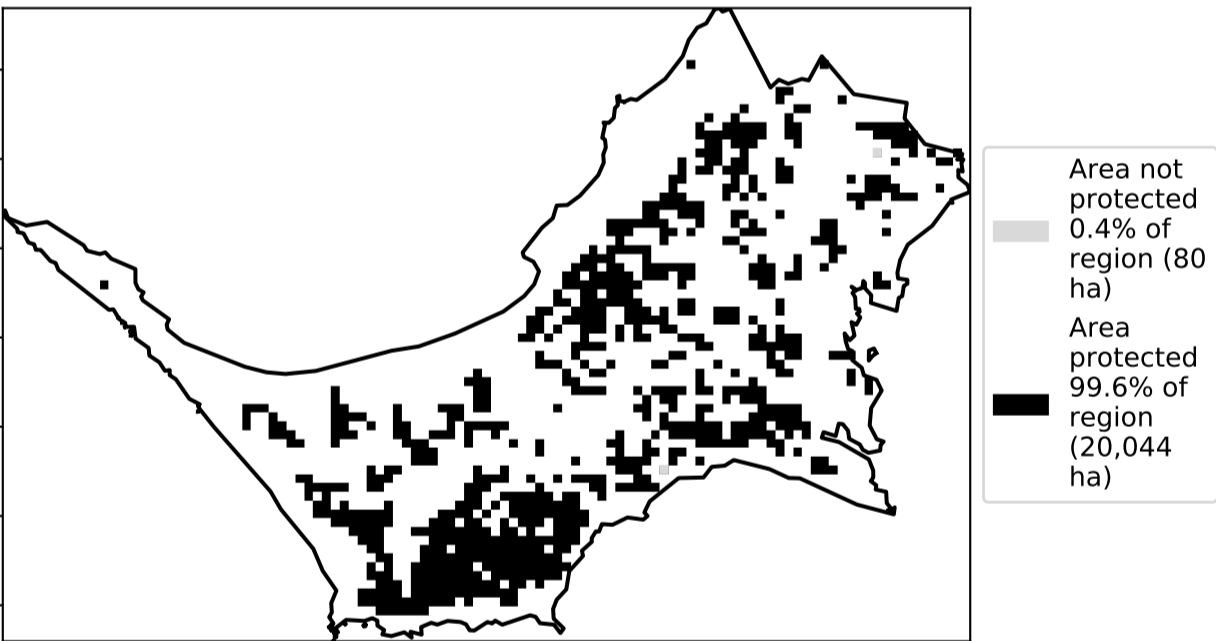 Area not
protected
0.4% of
region (80
ha)
Area
protected
99.6% of
region
(20,044
ha)